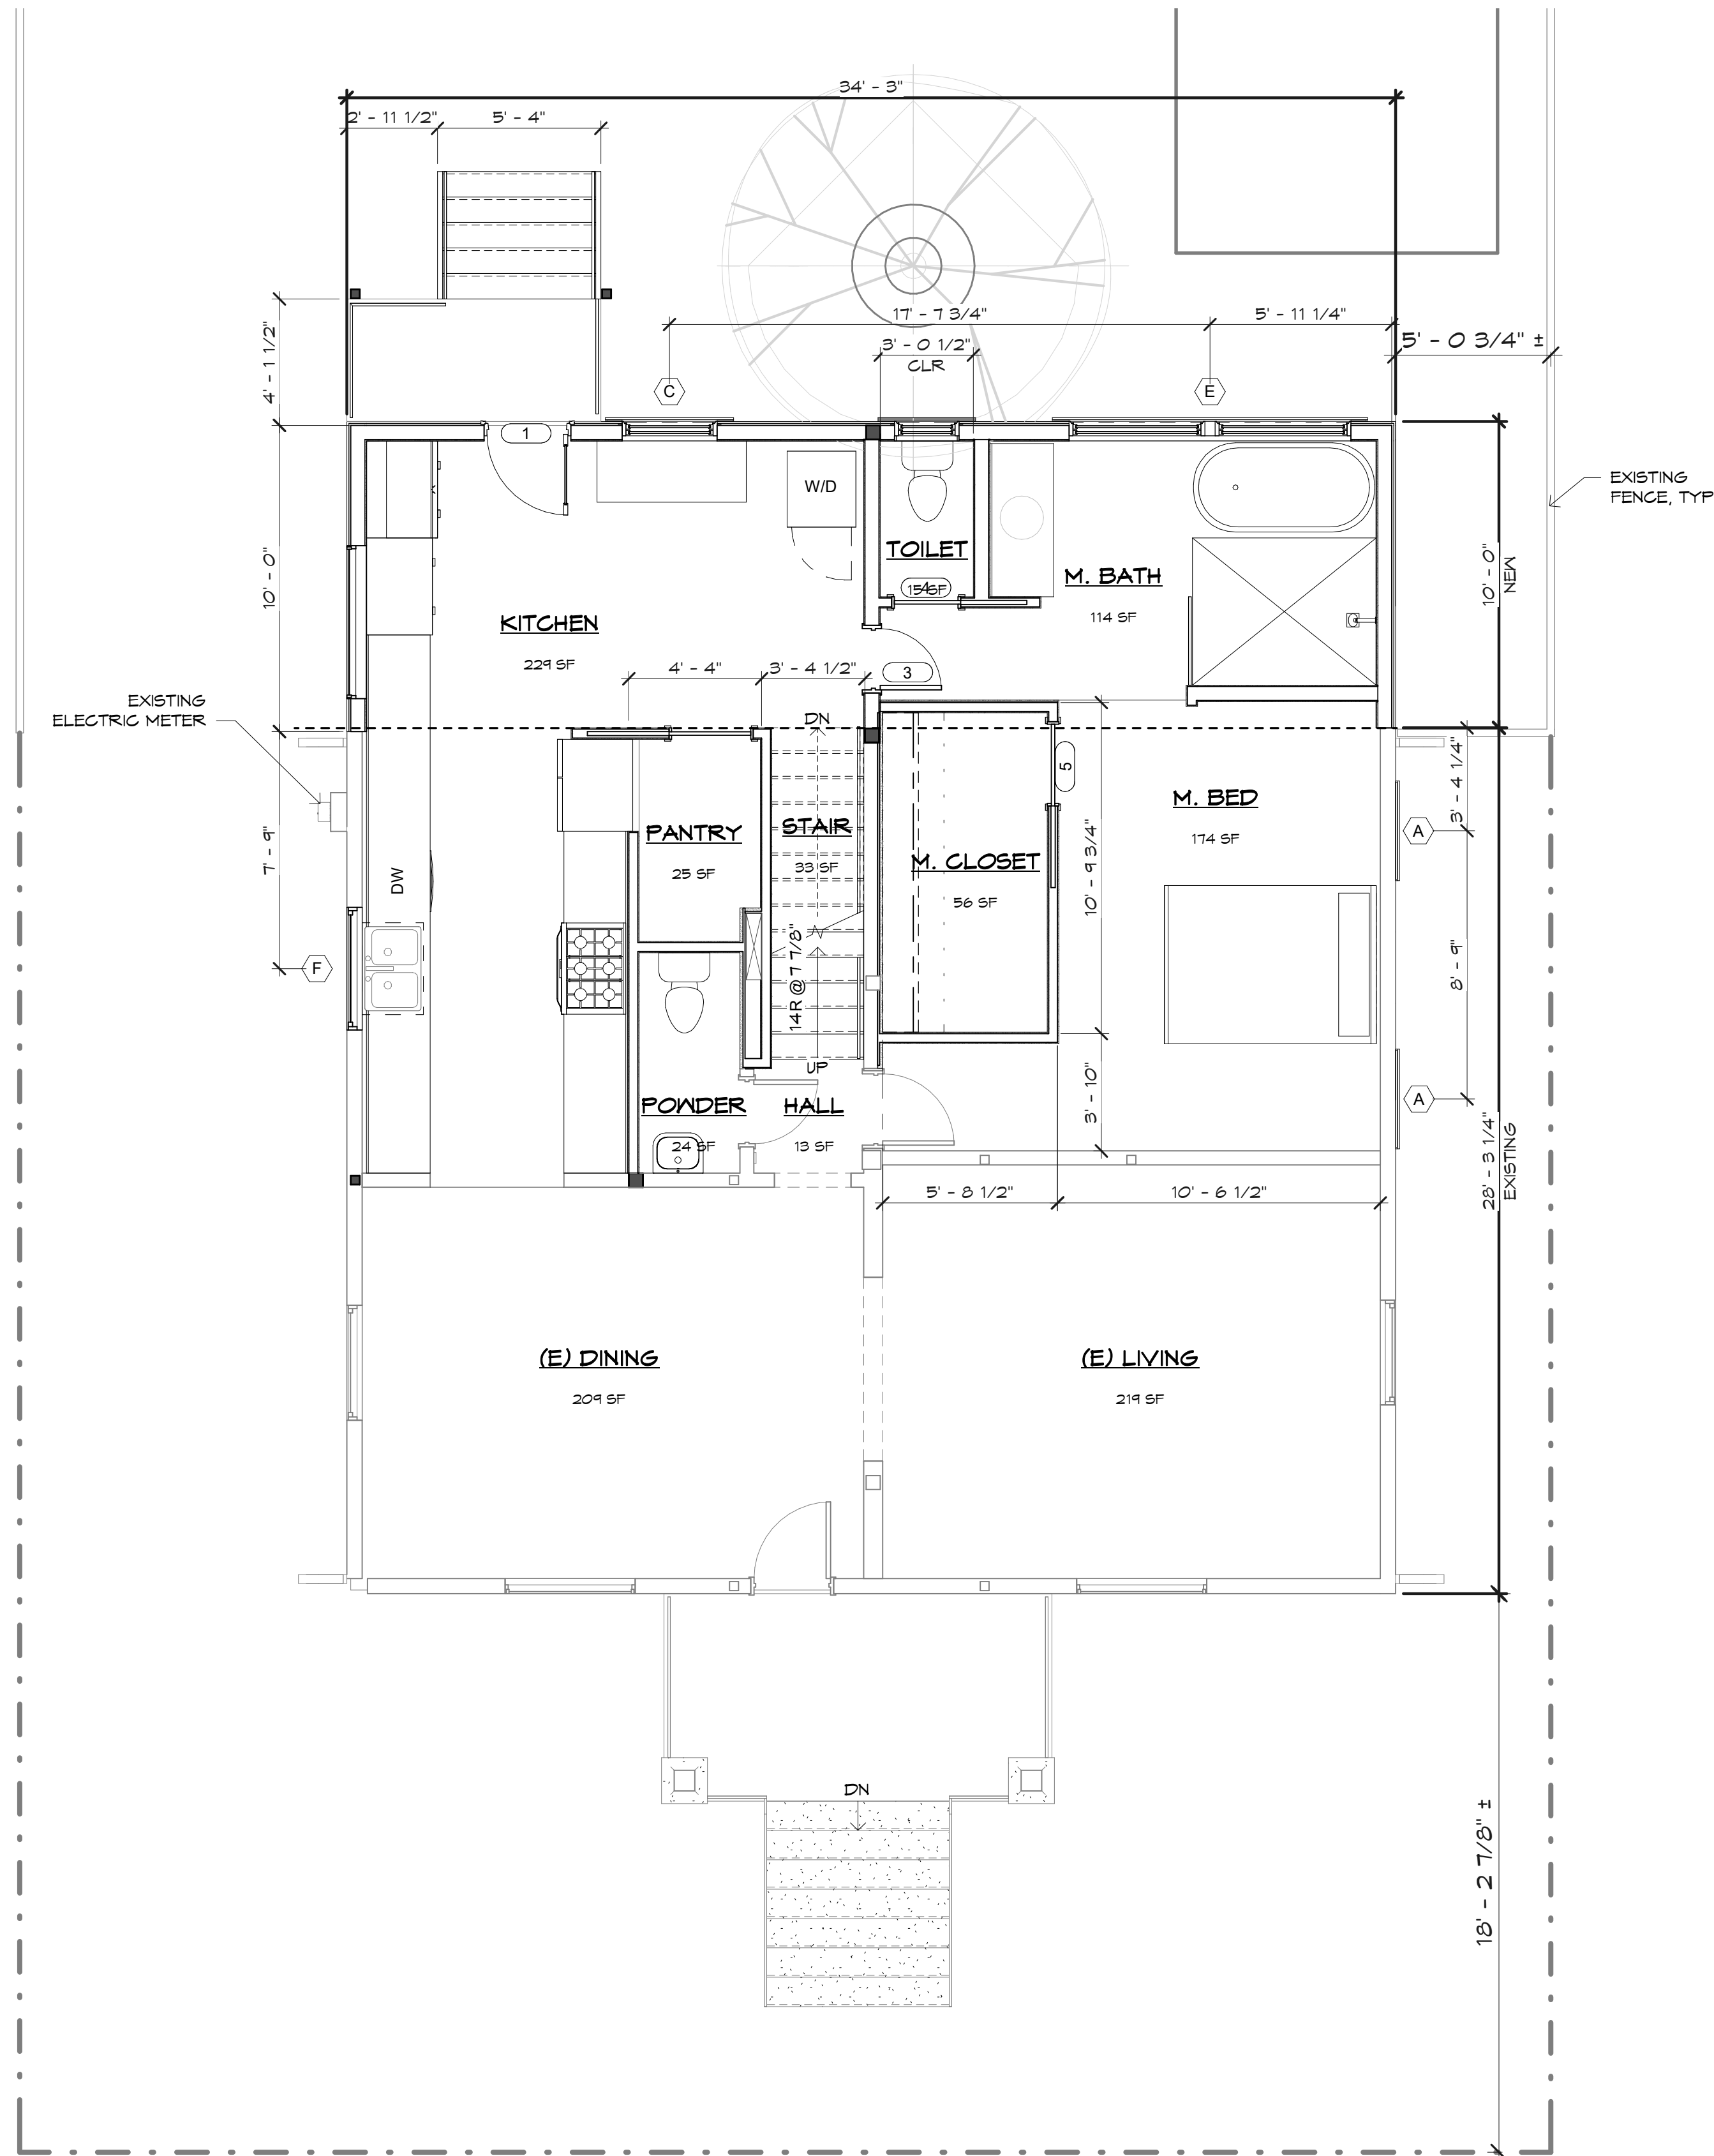 34' - 3"
2' - 11 1/2"
5' - 4"
17' - 7 3/4"
5' - 11 1/4"
4' - 1 1/2"
3' - 0 1/2"
CLR
5' - 0 3/4" ±
C
E
1
EXISTING
FENCE, TYP
W/D
TOILET
15 SF
4
M. BATH
114 SF
10' - 0"
10' - 0"
NEW
KITCHEN
229 SF
4' - 4"
3' - 4 1/2"
3
EXISTING
ELECTRIC METER
DN
5
M. BED
174 SF
3' - 4 1/4"
A
PANTRY
25 SF
STAIR
33 SF
M. CLOSET
56 SF
10' - 9 3/4"
7' - 9"
DW
F
14R @ 7 7/8"
8' - 9"
UP
POWDER
24 SF
HALL
13 SF
3' - 10"
A
28' - 3 1/4"
EXISTING
5' - 8 1/2"
10' - 6 1/2"
(E) DINING
209 SF
(E) LIVING
219 SF
DN
18' - 2 7/8" ±